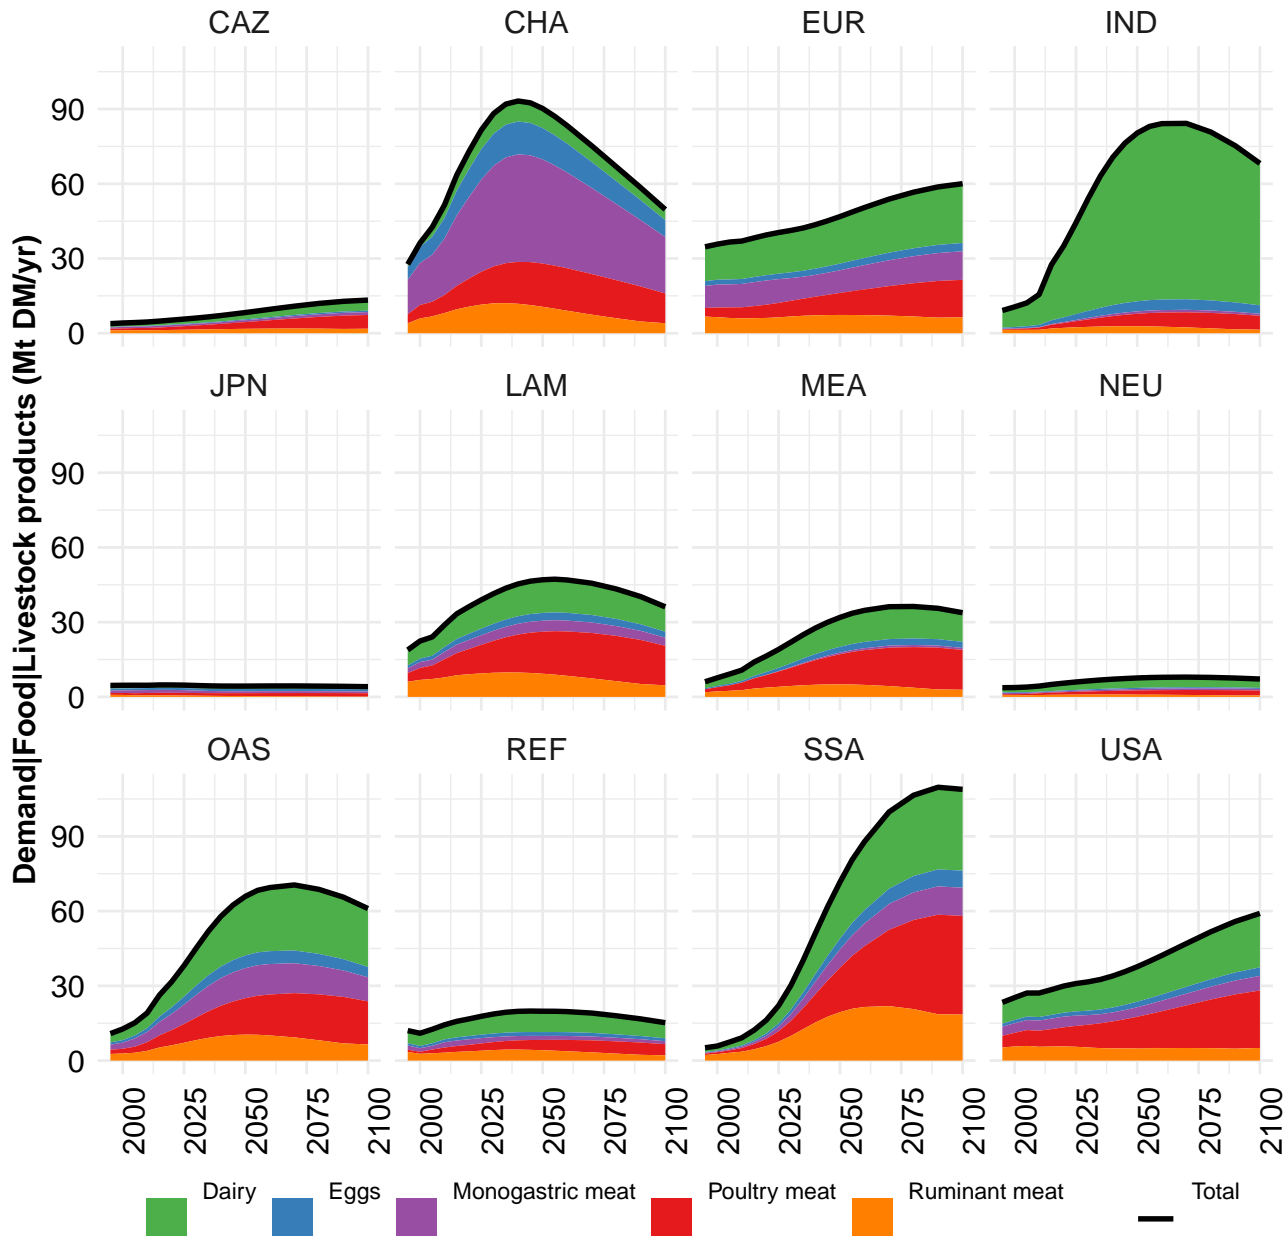 CAZ CHA EUR IND
90
60
30
0
JPN LAM MEA NEU
90
60
30
0
OAS REF SSA USA
90
60
30
0
Demand|Food|Livestock products (Mt DM/yr)
2000 2025 2050 2075 2100 2000 2025 2050 2075 2100 2000 2025 2050 2075 2100 2000 2025 2050 2075 2100
Dairy Eggs Monogastric meat Poultry meat Ruminant meat Total